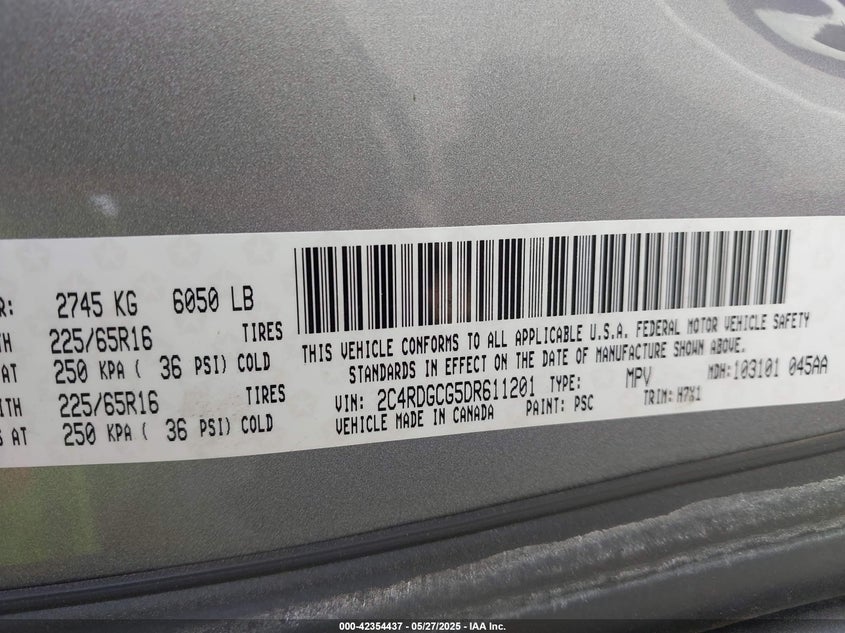 R: 2745 KG 6050 LB
TH 225/65R16 TIRES
AT 250 KPA ( 36 PSI) COLD
ITH 225/65R16 TIRES
S AT 250 KPA ( 36 PSI) COLD
THIS VEHICLE CONFORMS TO ALL APPLICABLE U.S.A. FEDERAL MOTOR VEHICLE SAFETY
STANDARDS IN EFFECT ON THE DATE OF MANUFACTURE SHOWN ABOVE.
VIN: 2C4RDGCG5DR611201 TYPE: MPV MDH: 103101 045AA
VEHICLE MADE IN CANADA PAINT: PSC TRIM: H7X1
000-42354437 - 05/27/2025 - IAA Inc.